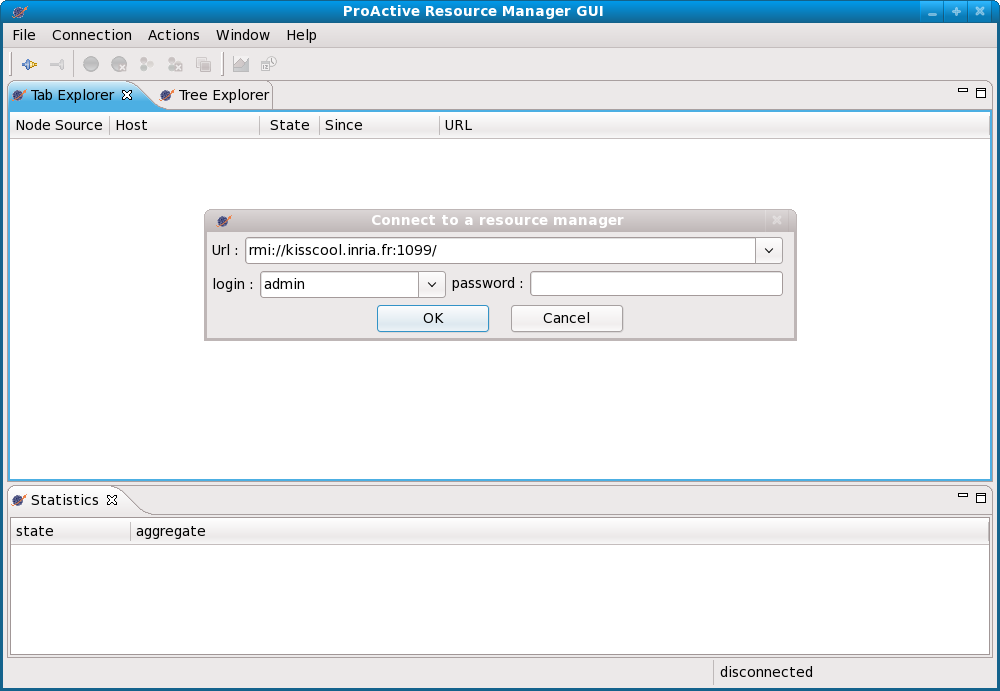 ProActive Resource Manager GUI
File Connection Actions Window Help
Tab Explorer Tree Explorer
Node Source Host State Since URL
Connect to a resource manager
Url : rmi://kisscool.inria.fr:1099/
login : admin password :
OK Cancel
Statistics
state aggregate
disconnected